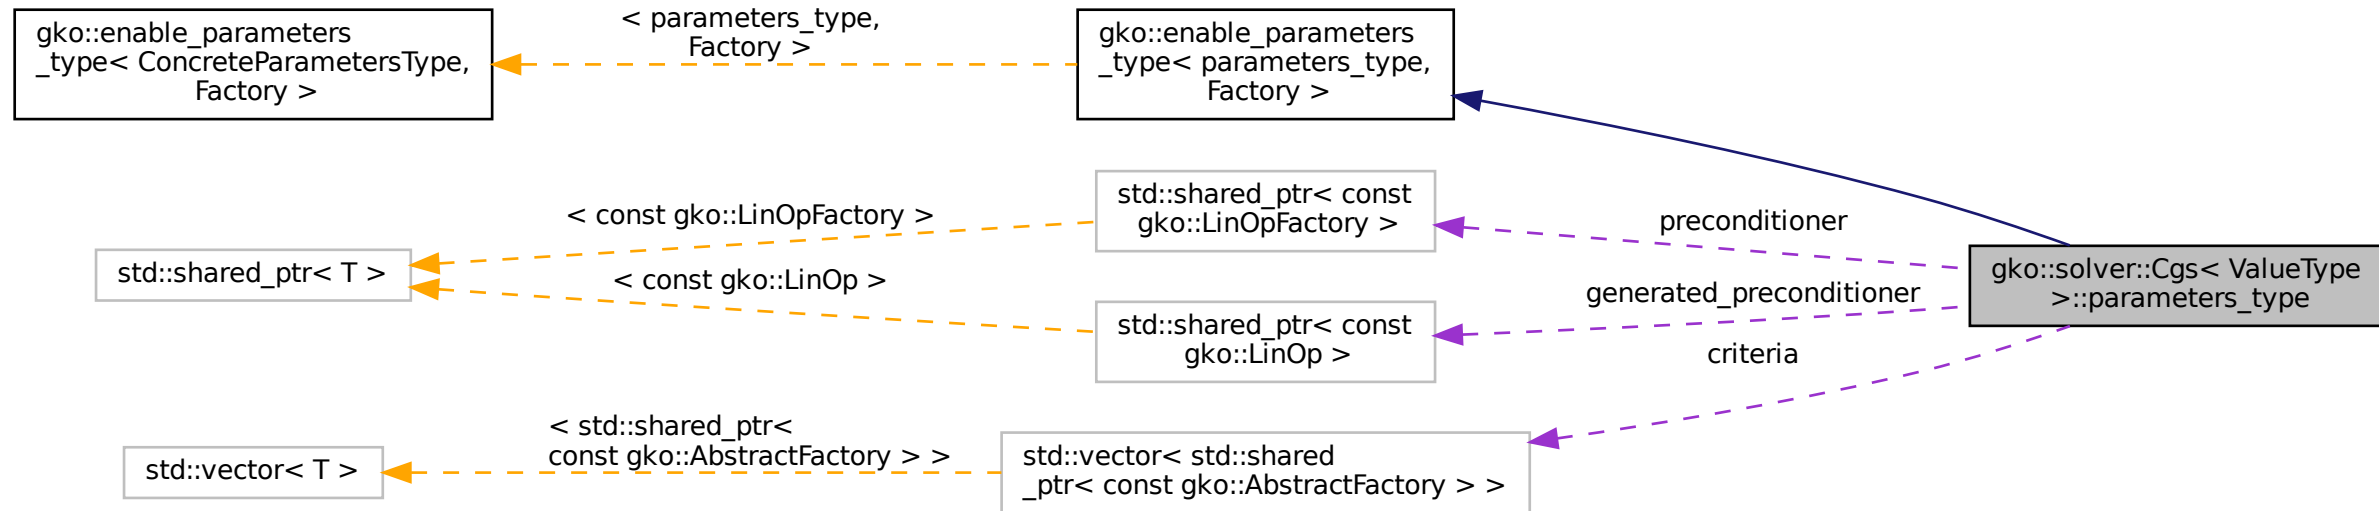 gko::enable_parameters
_type< ConcreteParametersType,
Factory >
< parameters_type,
Factory >
gko::enable_parameters
_type< parameters_type,
Factory >
std::shared_ptr< T >
< const gko::LinOpFactory >
< const gko::LinOp >
std::shared_ptr< const
gko::LinOpFactory >
std::shared_ptr< const
gko::LinOp >
preconditioner
generated_preconditioner
criteria
gko::solver::Cgs< ValueType
>::parameters_type
std::vector< T >
< std::shared_ptr<
const gko::AbstractFactory > >
std::vector< std::shared
_ptr< const gko::AbstractFactory > >